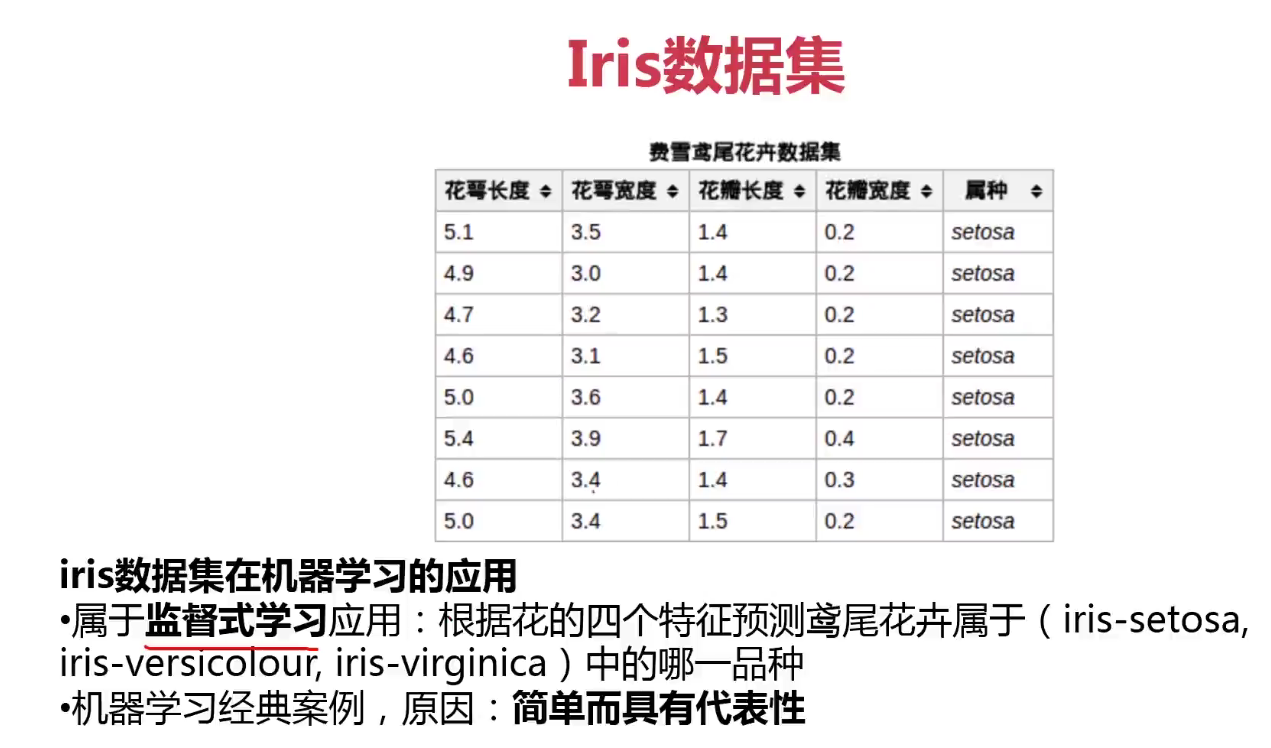 Iris数据集
费雪鸢尾花卉数据集
花萼长度 花萼宽度 花瓣长度 花瓣宽度 属种
5.1 3.5 1.4 0.2 setosa
4.9 3.0 1.4 0.2 setosa
4.7 3.2 1.3 0.2 setosa
4.6 3.1 1.5 0.2 setosa
5.0 3.6 1.4 0.2 setosa
5.4 3.9 1.7 0.4 setosa
4.6 3.4 1.4 0.3 setosa
5.0 3.4 1.5 0.2 setosa
iris数据集在机器学习的应用
•属于监督式学习应用：根据花的四个特征预测鸢尾花卉属于（iris-setosa,
iris-versicolour, iris-virginica）中的哪一品种
•机器学习经典案例，原因：简单而具有代表性